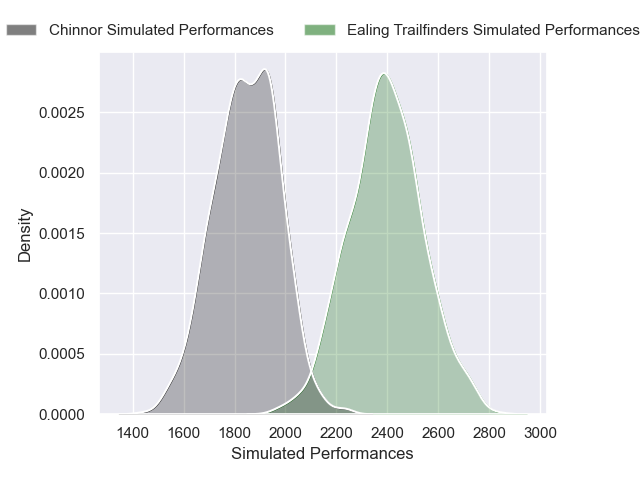 Chinnor Simulated Performances
Ealing Trailfinders Simulated Performances
0.0025
0.0020
0.0015
0.0010
0.0005
0.0000
Density
1400 1600 1800 2000 2200 2400 2600 2800 3000
Simulated Performances